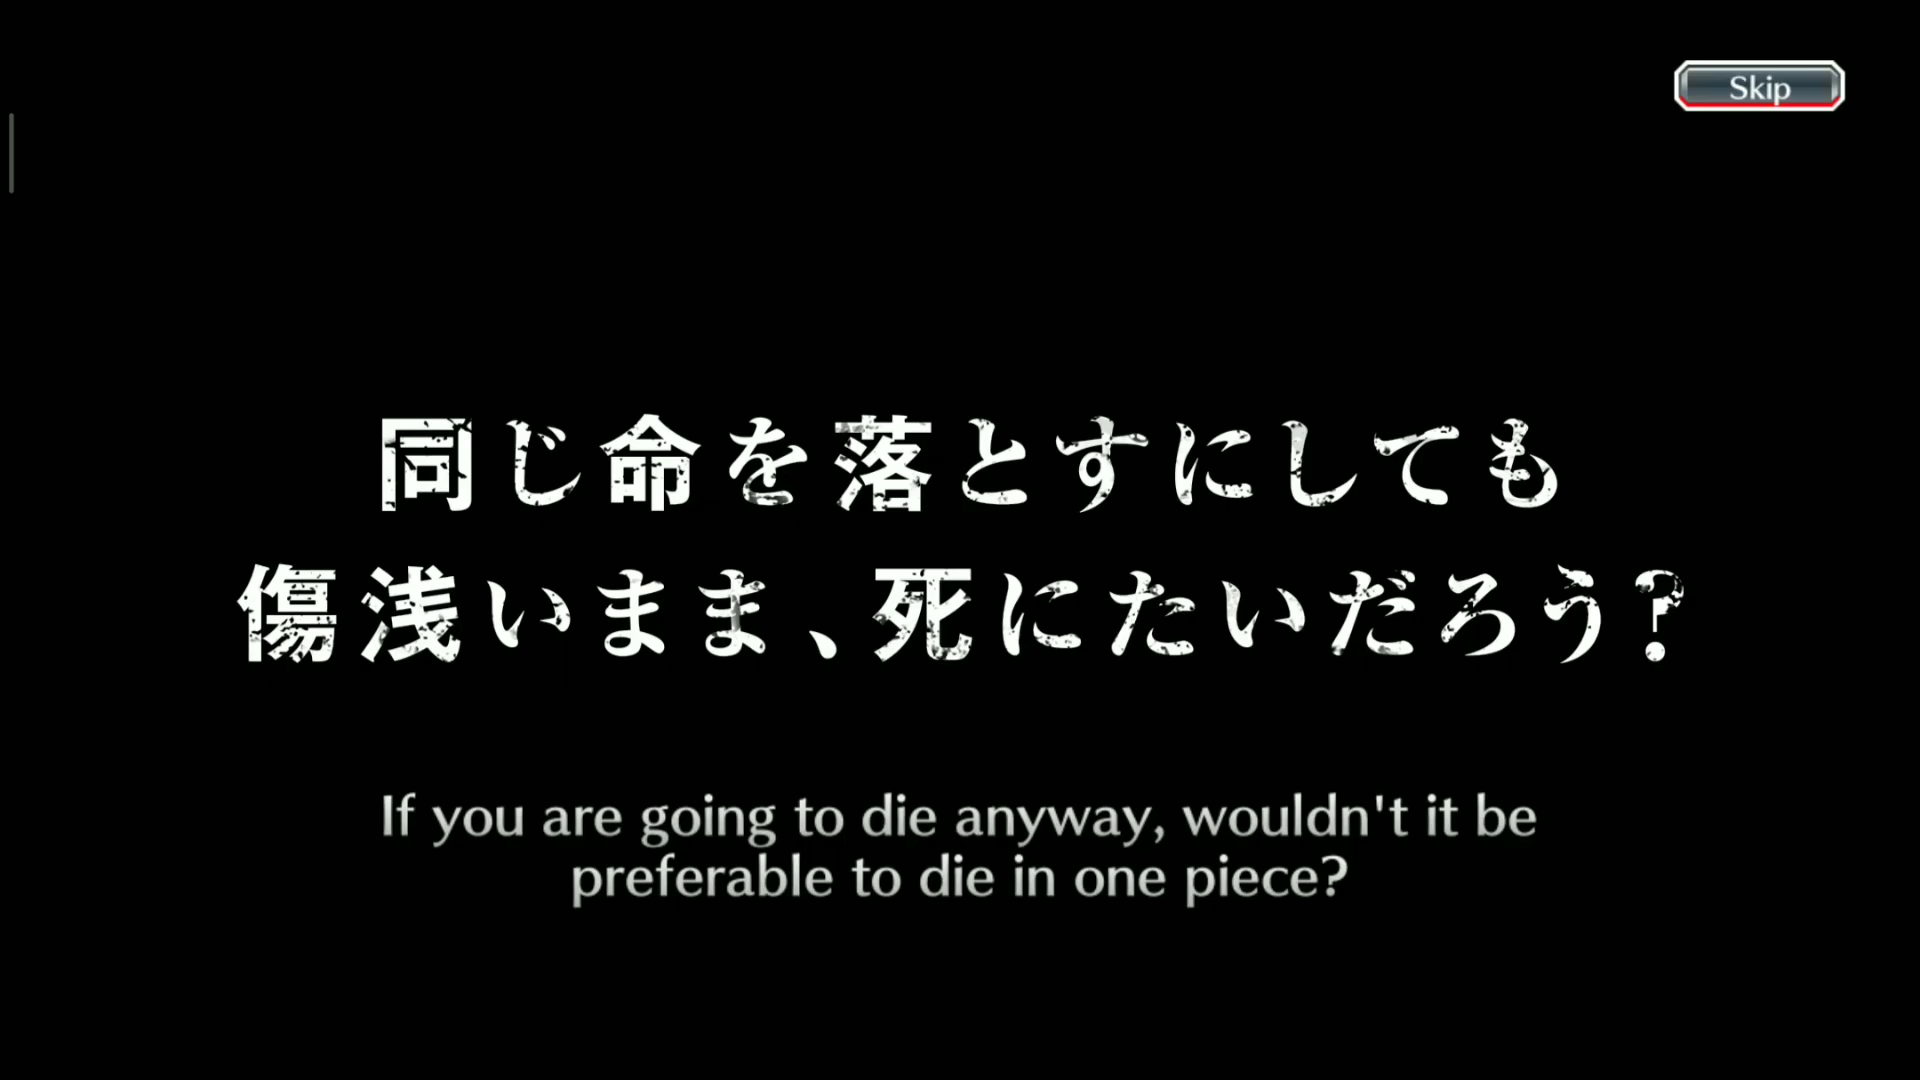 Skip
同じ命を落とすにしても
傷浅いまま、死にたいだろう?
If you are going to die anyway, wouldn't it be
preferable to die in one piece?